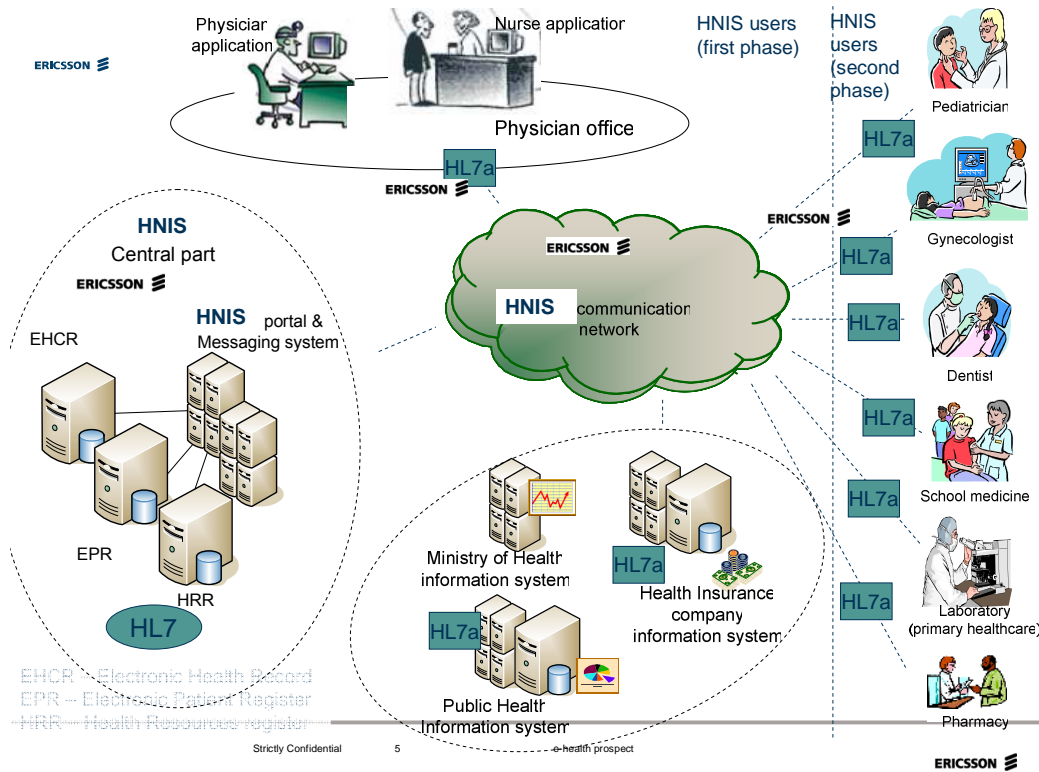 Physician
application
Nurse application
HNIS users
(first phase)
HNIS
users
(second
phase)
ERICSSON
Pediatrician
Physician office
HL7a
HL7a
ERICSSON
ERICSSON
HNIS
Central part
ERICSSON
ERICSSON
Gynecologist
HL7a
HNIS communication
network
HNIS portal &
Messaging system
EHCR
HL7a
Dentist
HL7a
School medicine
EPR
HRR
HL7
Ministry of Health
information system
HL7a
Health Insurance
company
information system
HL7a
Public Health
Information system
HL7a
HL7a
Laboratory
(primary healthcare)
Pharmacy
EHCR – Electronic Health Record
EPR – Electronic Patient Register
HRR – Health Resources register
Strictly Confidential 5 e-health prospect
ERICSSON